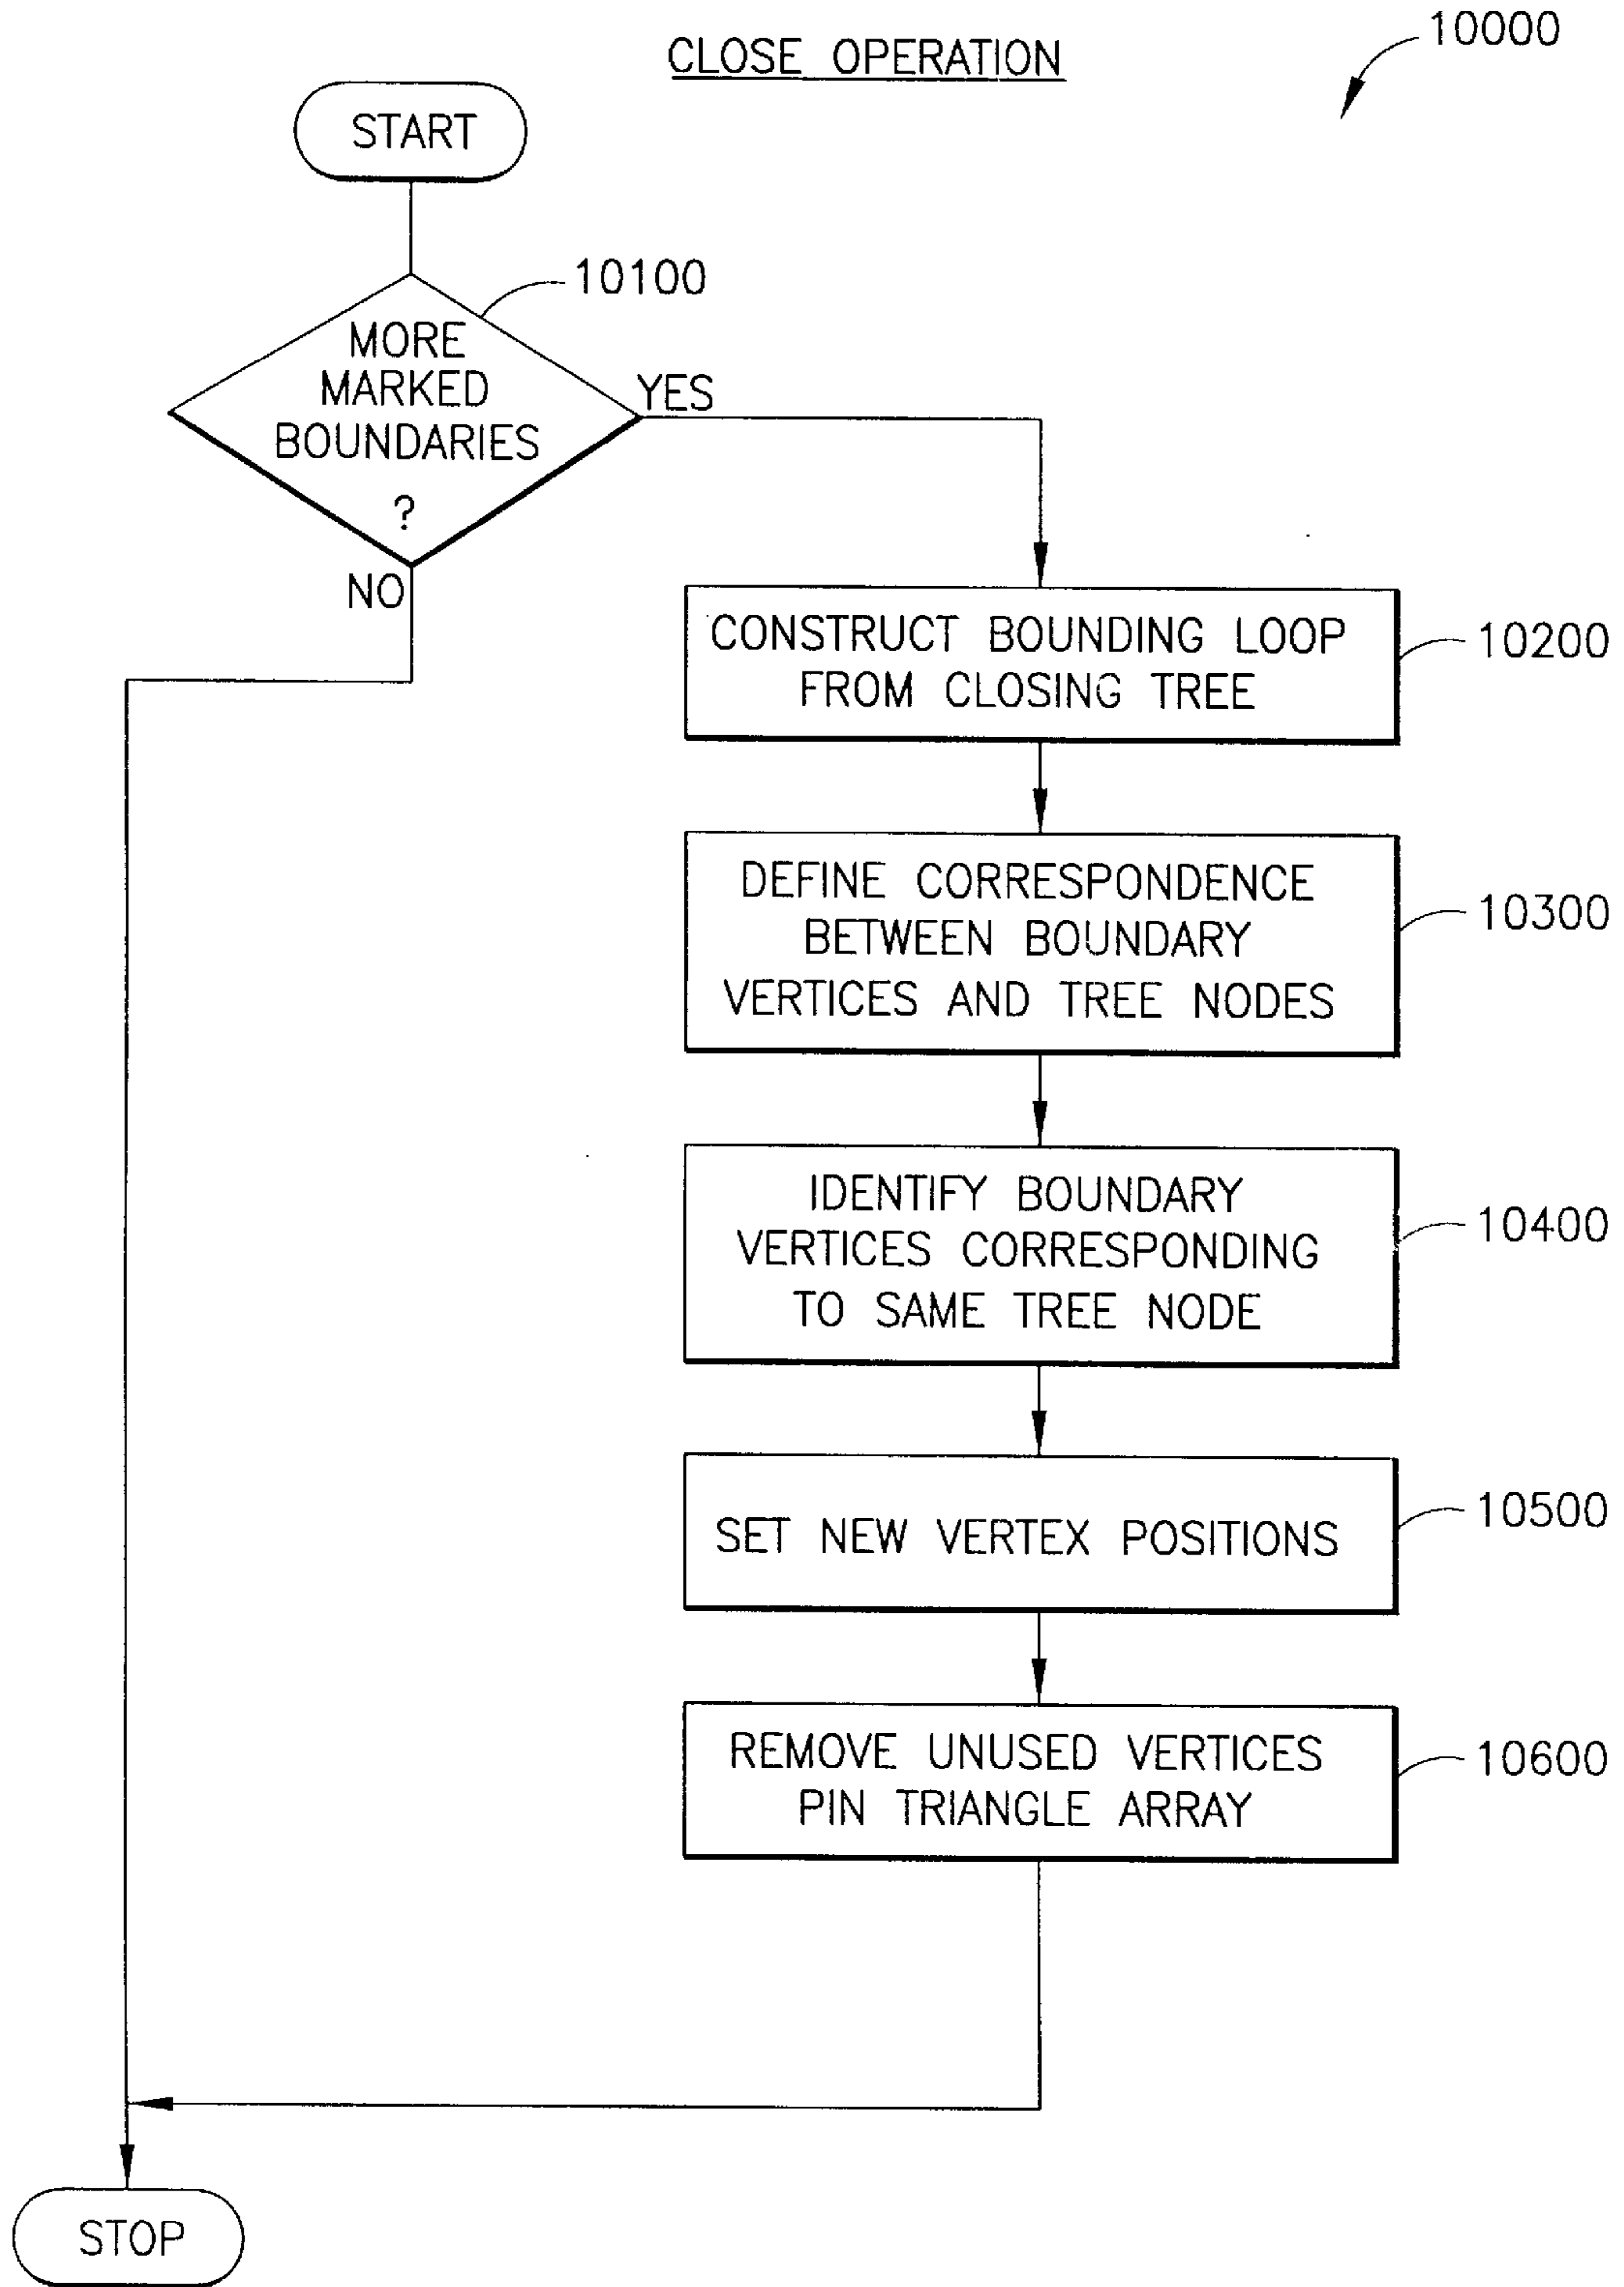 CLOSE OPERATION
10000
START
10100
MORE
MARKED
BOUNDARIES
?
YES
NO
CONSTRUCT BOUNDING LOOP
FROM CLOSING TREE
10200
DEFINE CORRESPONDENCE
BETWEEN BOUNDARY
VERTICES AND TREE NODES
10300
IDENTIFY BOUNDARY
VERTICES CORRESPONDING
TO SAME TREE NODE
10400
SET NEW VERTEX POSITIONS
10500
REMOVE UNUSED VERTICES
PIN TRIANGLE ARRAY
10600
STOP